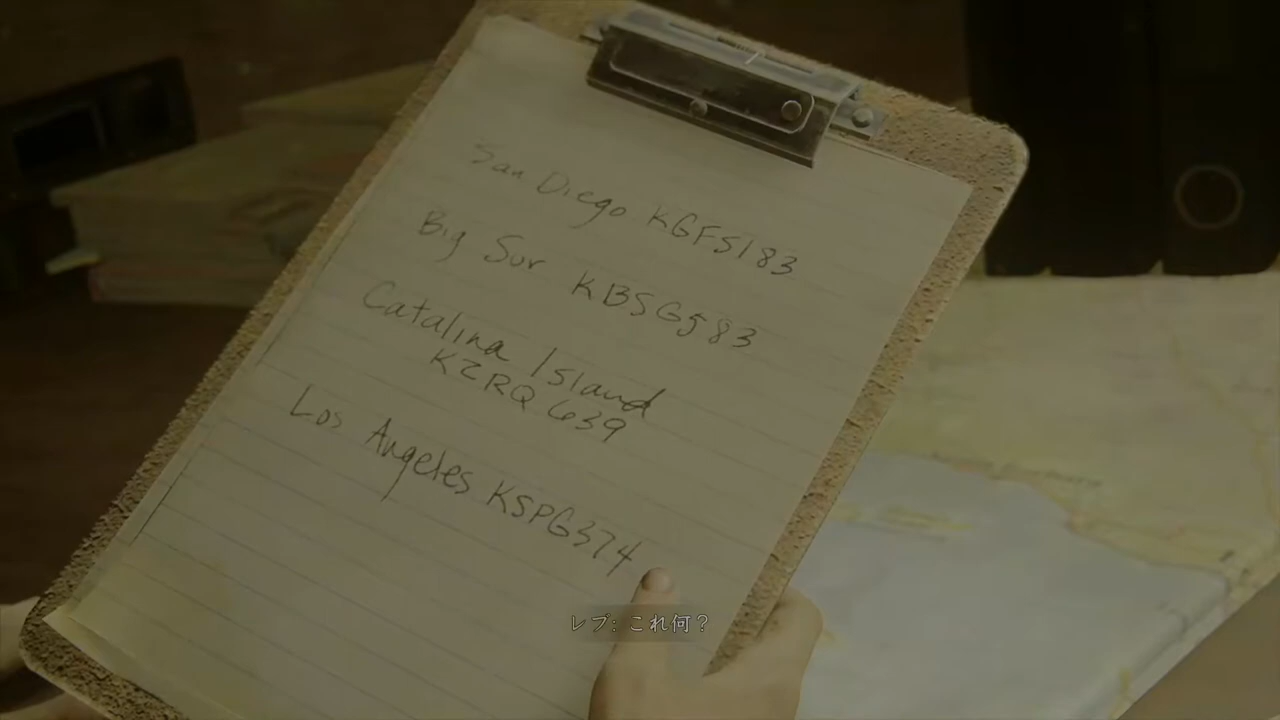 San Diego KGFS183
Big Sur KBSG583
Catalina Island
KZRQ 639
Los Angeles KSPG374
レブ: これ何？